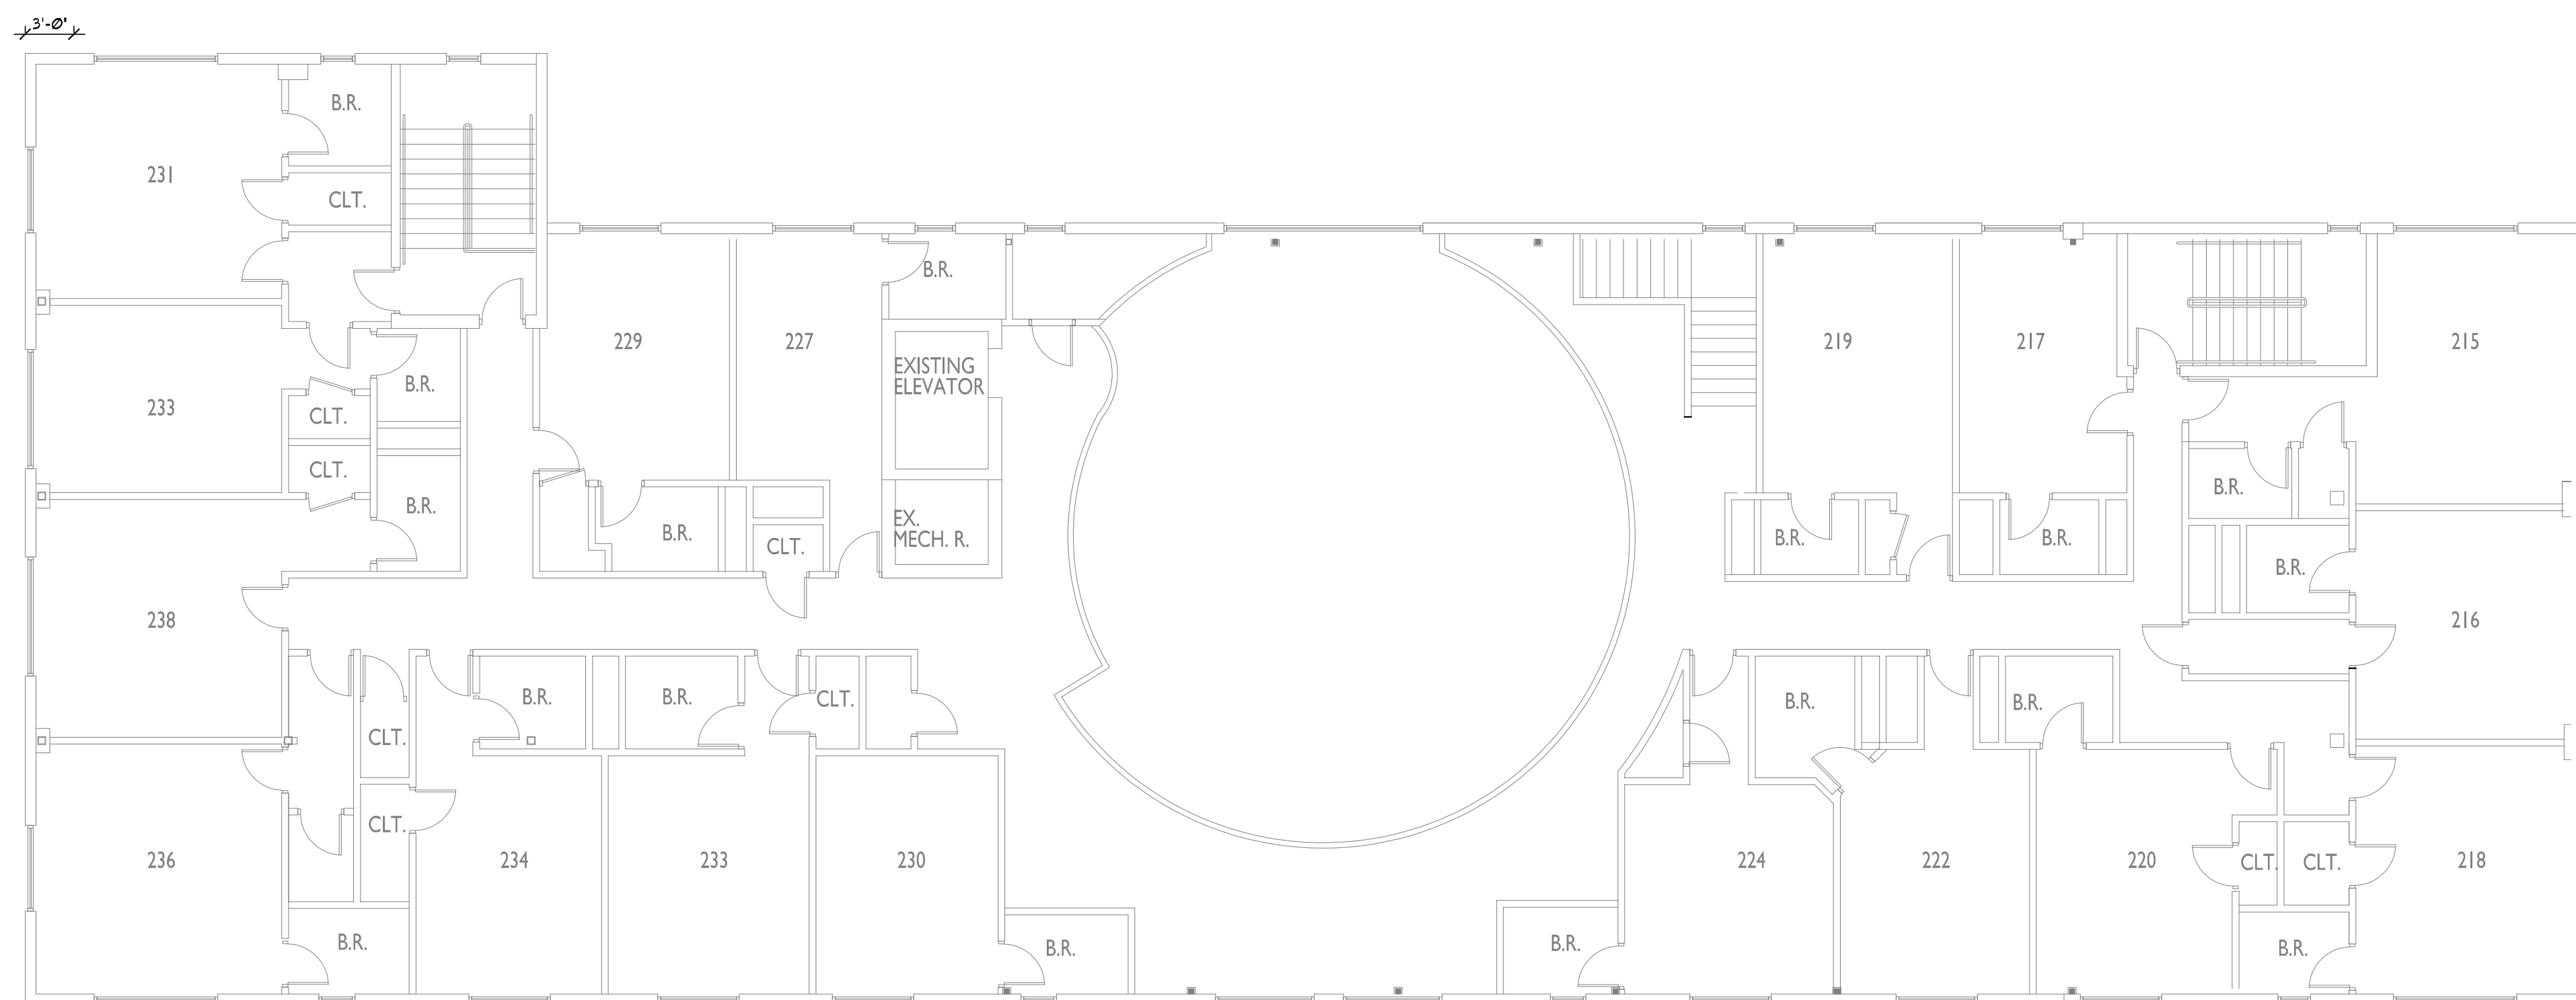 3'-0"
B.R.
231
CLT.
229
227
B.R.
EXISTING
ELEVATOR
219
217
215
233
B.R.
CLT.
CLT.
B.R.
B.R.
CLT.
EX.
MECH. R.
B.R.
B.R.
B.R.
B.R.
238
216
B.R.
B.R.
CLT.
B.R.
B.R.
CLT.
CLT.
236
234
233
230
224
222
220
CLT.
CLT.
218
B.R.
B.R.
B.R.
B.R.